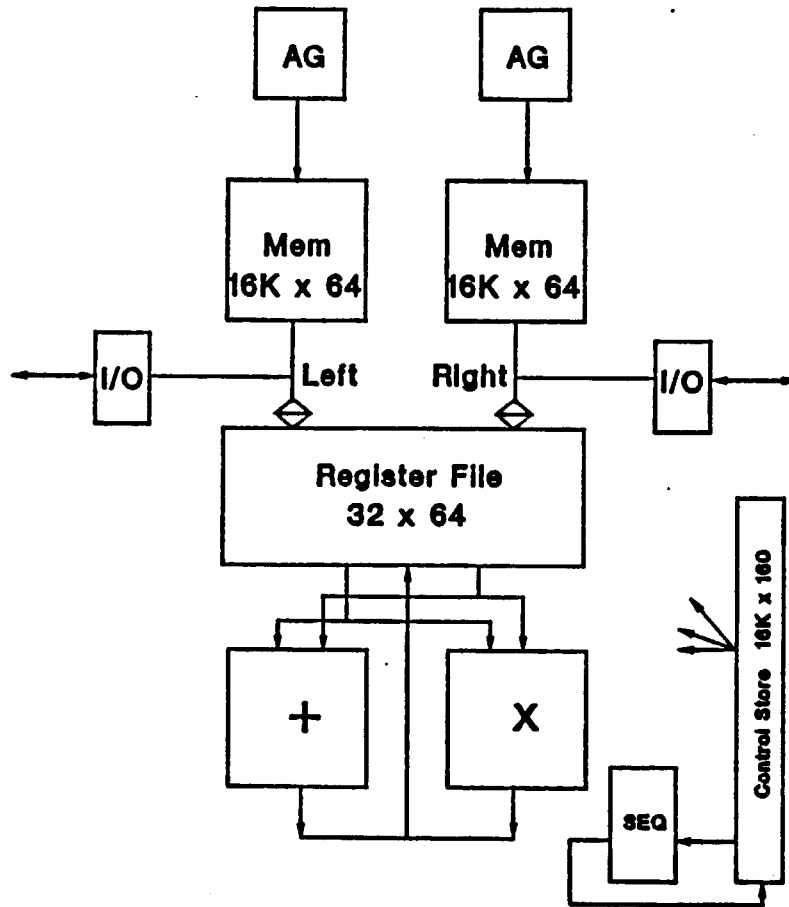 AG
AG
Mem
16K x 64
Mem
16K x 64
I/O
Left
Right
I/O
Register File
32 x 64
+
X
Control Store 16K x 160
SEQ